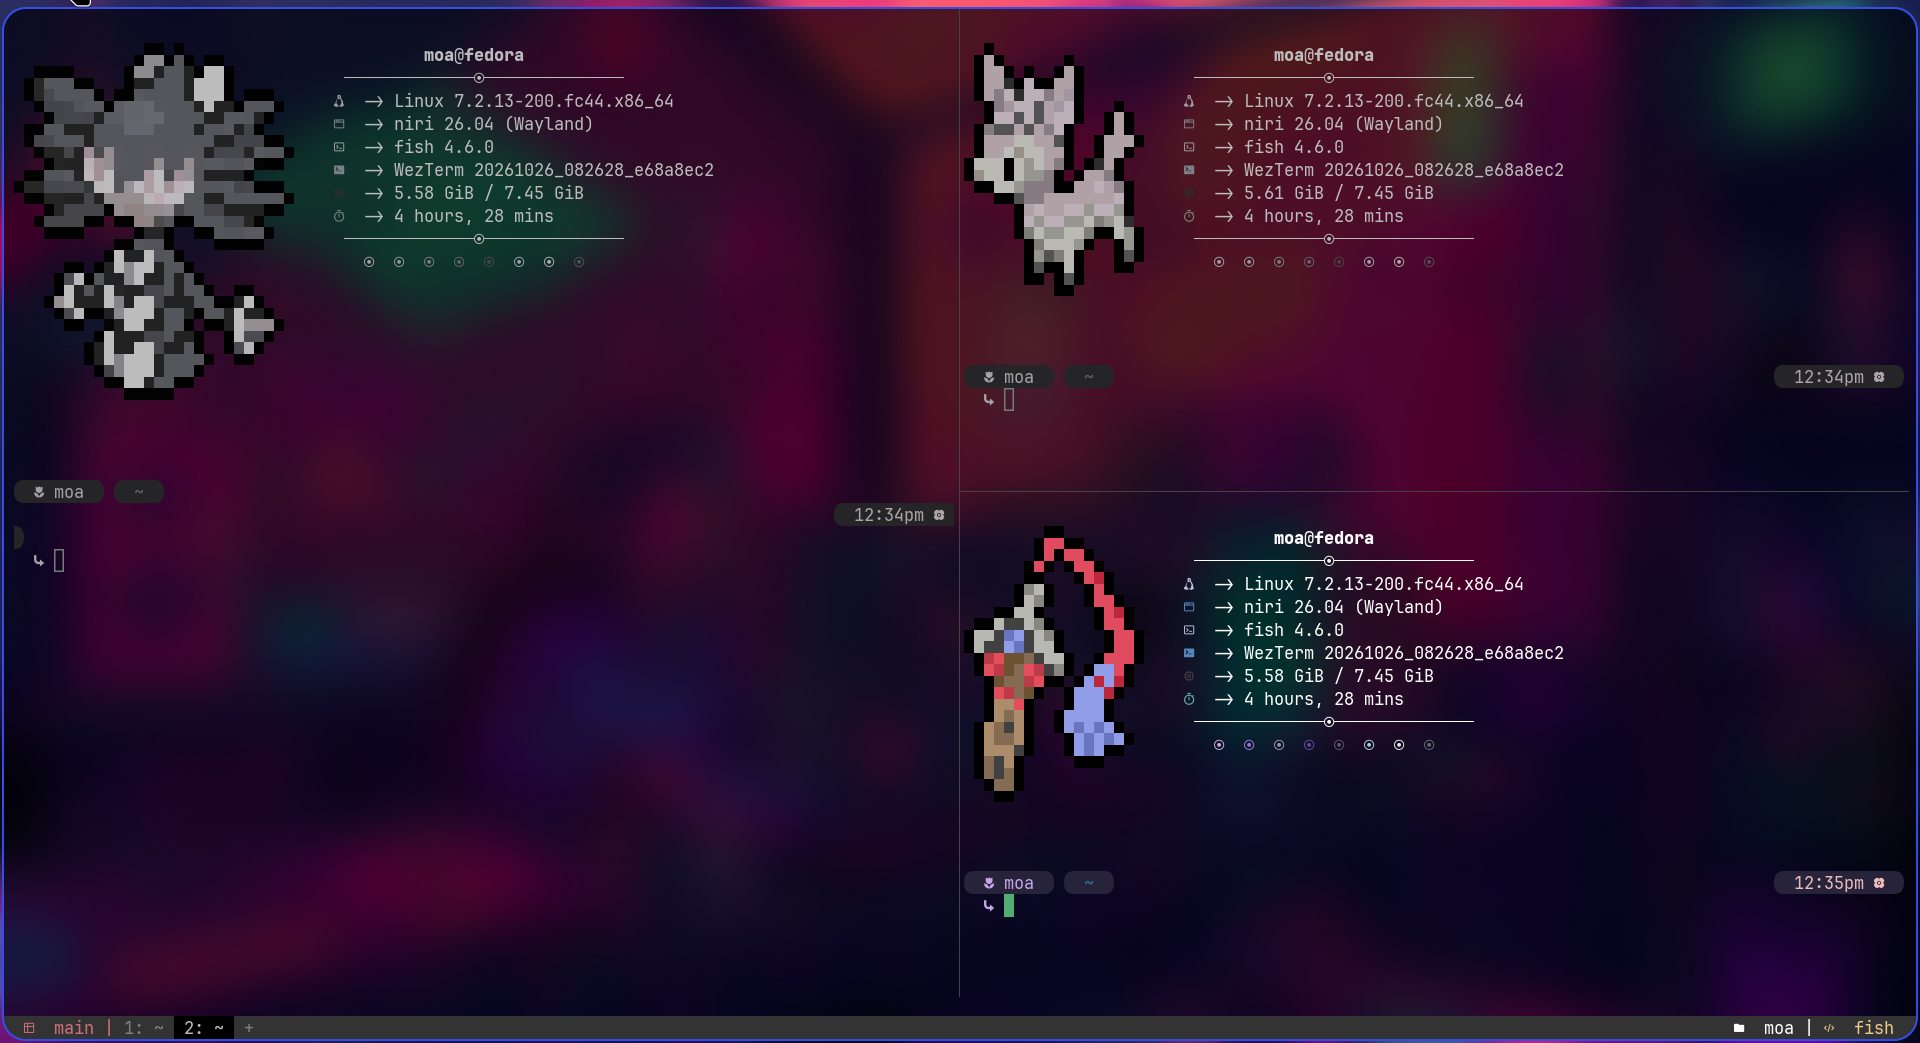 moa@fedora
Linux 7.2.13-200.fc44.x86_64
niri 26.04 (Wayland)
fish 4.6.0
WezTerm 20261026_082628_e68a8ec2
5.58 GiB / 7.45 GiB
4 hours, 28 mins
moa ~
12:34pm
moa@fedora
Linux 7.2.13-200.fc44.x86_64
niri 26.04 (Wayland)
fish 4.6.0
WezTerm 20261026_082628_e68a8ec2
5.61 GiB / 7.45 GiB
4 hours, 28 mins
moa ~ 12:34pm
moa@fedora
Linux 7.2.13-200.fc44.x86_64
niri 26.04 (Wayland)
fish 4.6.0
WezTerm 20261026_082628_e68a8ec2
5.58 GiB / 7.45 GiB
4 hours, 28 mins
moa ~ 12:35pm
main | 1: ~ 2: ~ + moa | </> fish